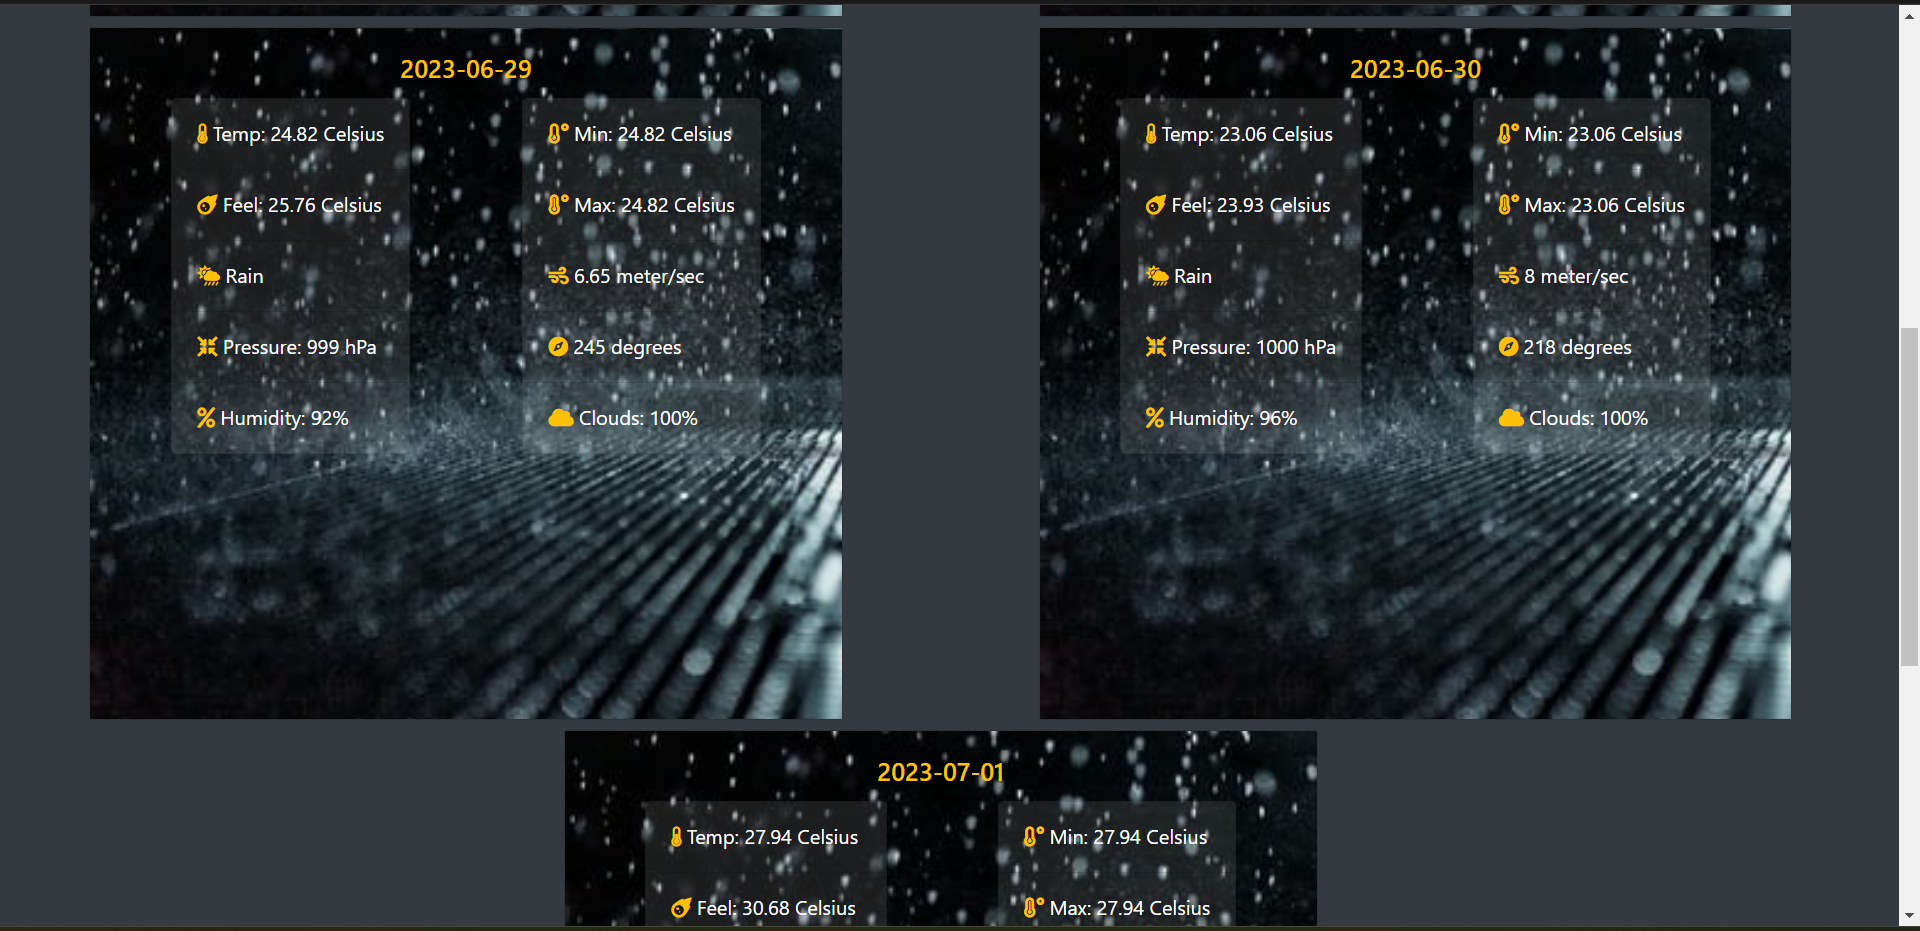 2023-06-29
Temp: 24.82 Celsius
Feel: 25.76 Celsius
Rain
Pressure: 999 hPa
Humidity: 92%
Min: 24.82 Celsius
Max: 24.82 Celsius
6.65 meter/sec
245 degrees
Clouds: 100%
2023-06-30
Temp: 23.06 Celsius
Feel: 23.93 Celsius
Rain
Pressure: 1000 hPa
Humidity: 96%
Min: 23.06 Celsius
Max: 23.06 Celsius
8 meter/sec
218 degrees
Clouds: 100%
2023-07-01
Temp: 27.94 Celsius
Feel: 30.68 Celsius
Min: 27.94 Celsius
Max: 27.94 Celsius